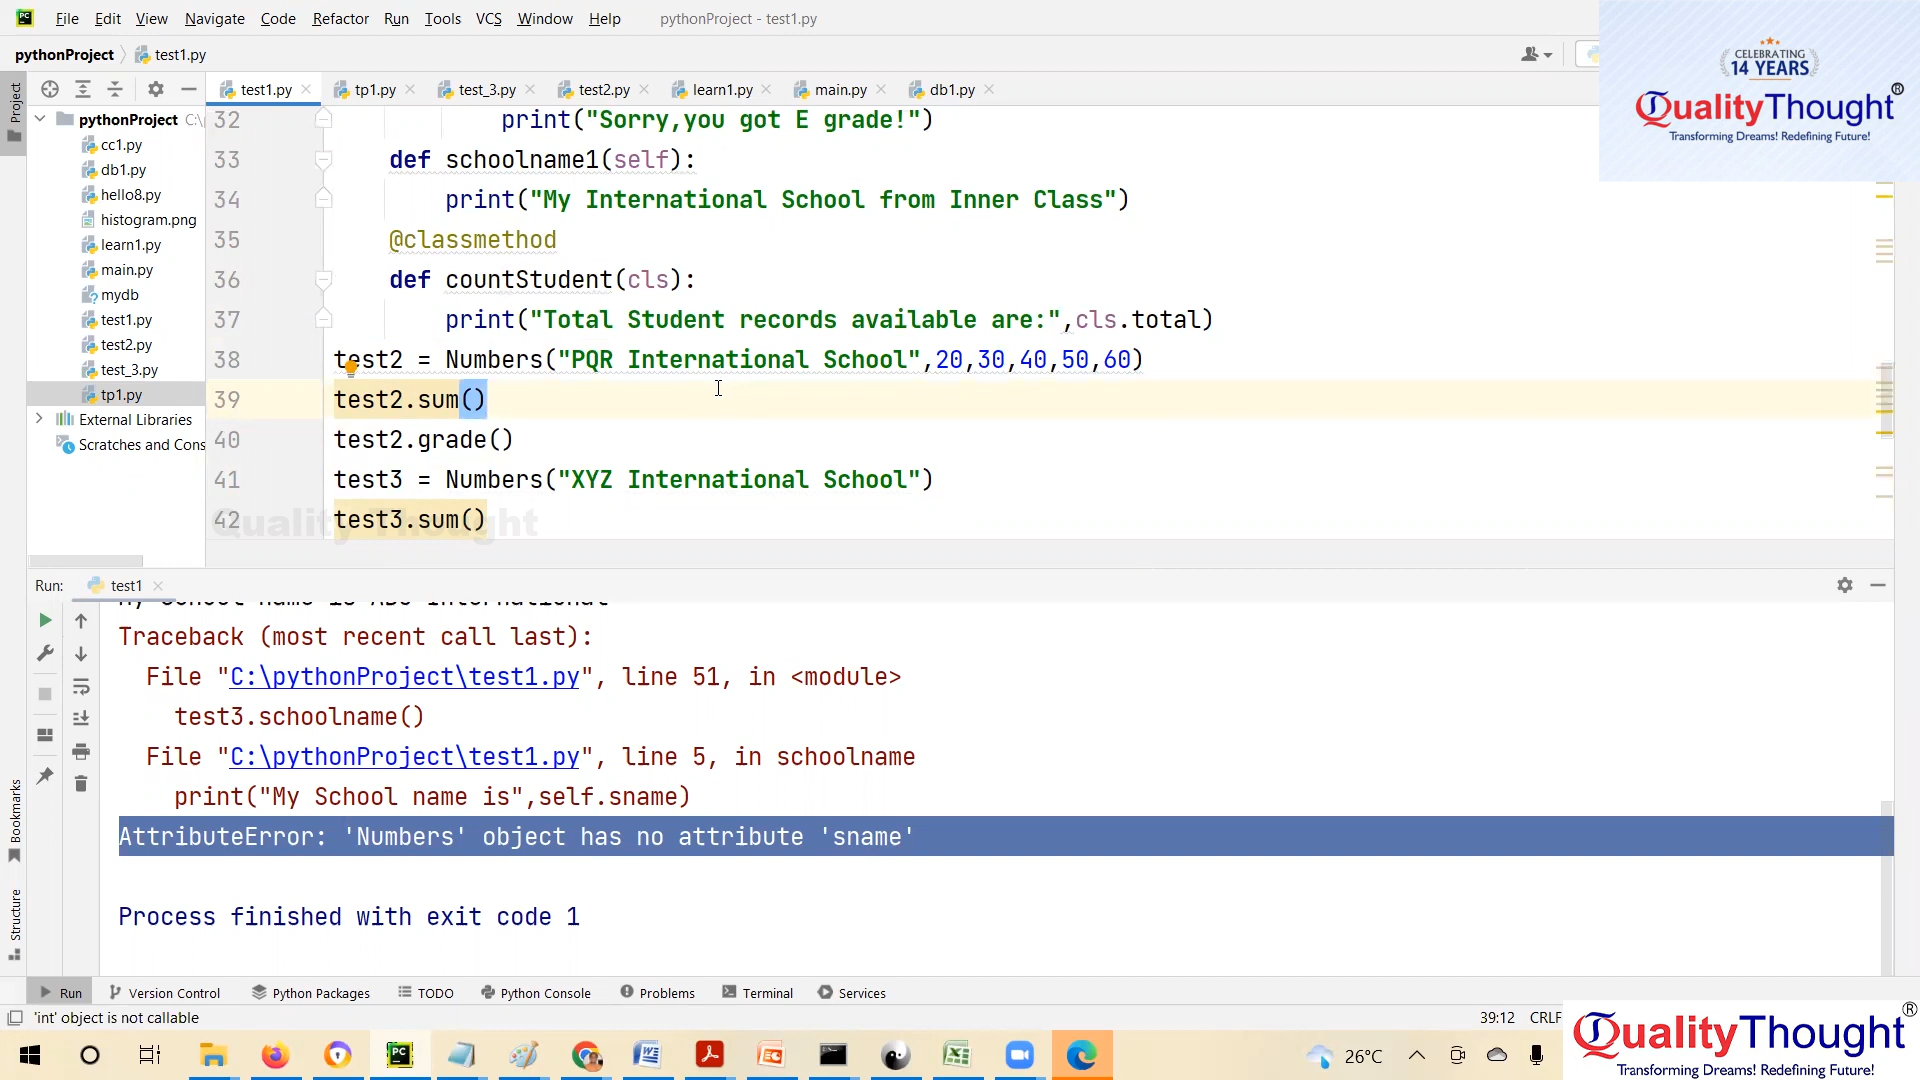 File Edit View Navigate Code Refactor Run Tools VCS Window Help pythonProject - test1.py
pythonProject test1.py
CELEBRATING
14 YEARS
QualityThought®
Transforming Dreams! Redefining Future!
Project
test1.py tp1.py test_3.py test2.py learn1.py main.py db1.py
pythonProject C:\
cc1.py
db1.py
hello8.py
histogram.png
learn1.py
main.py
mydb
test1.py
test2.py
test_3.py
tp1.py
External Libraries
Scratches and Cons
32 print("Sorry,you got E grade!")
33 def schoolname1(self):
34 print("My International School from Inner Class")
35 @classmethod
36 def countStudent(cls):
37 print("Total Student records available are:",cls.total)
38 test2 = Numbers("PQR International School",20,30,40,50,60)
39 test2.sum()
40 test2.grade()
41 test3 = Numbers("XYZ International School")
42 test3.sum()
Quality Thought
Run: test1
Traceback (most recent call last):
File "C:\pythonProject\test1.py", line 51, in <module>
test3.schoolname()
File "C:\pythonProject\test1.py", line 5, in schoolname
print("My School name is",self.sname)
AttributeError: 'Numbers' object has no attribute 'sname'
Process finished with exit code 1
Bookmarks
Structure
Run Version Control Python Packages TODO Python Console Problems Terminal Services
'int' object is not callable 39:12 CRLF
26°C
QualityThought®
Transforming Dreams! Redefining Future!